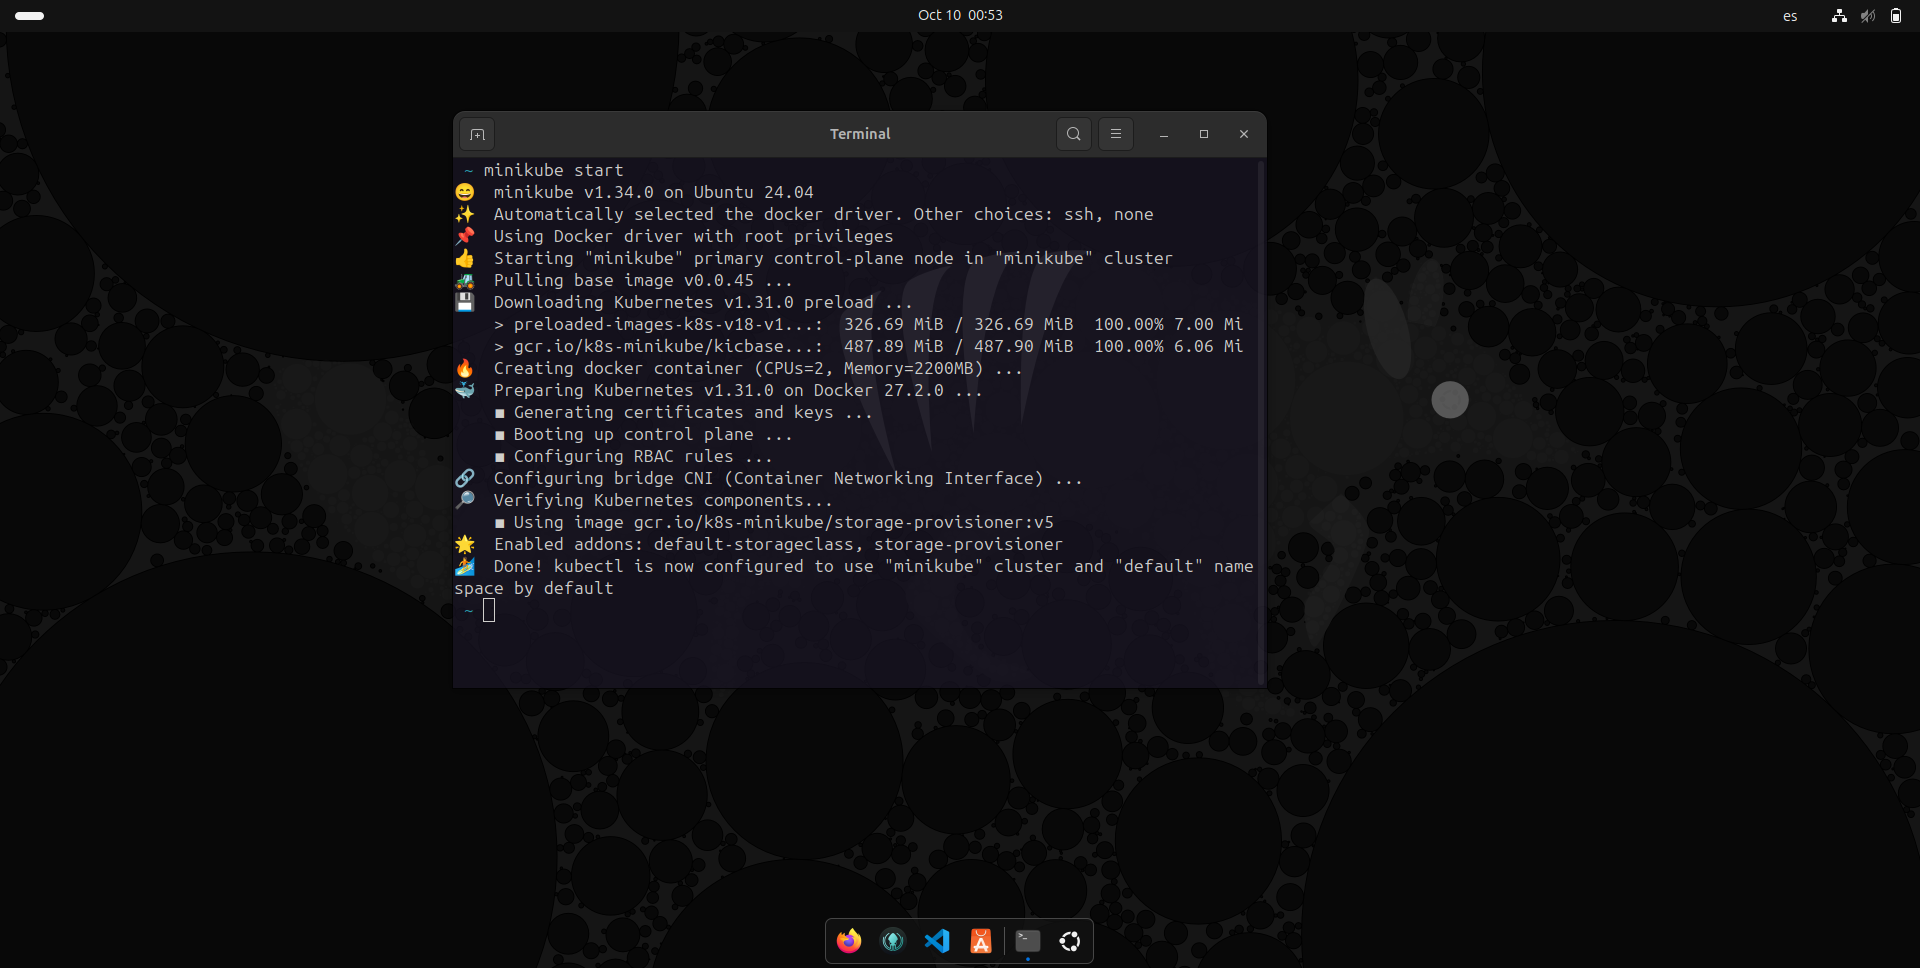 Oct 10 00:53
es
Terminal
~ minikube start
😄 minikube v1.34.0 on Ubuntu 24.04
✨ Automatically selected the docker driver. Other choices: ssh, none
📌 Using Docker driver with root privileges
👍 Starting "minikube" primary control-plane node in "minikube" cluster
🚜 Pulling base image v0.0.45 ...
💾 Downloading Kubernetes v1.31.0 preload ...
> preloaded-images-k8s-v18-v1...: 326.69 MiB / 326.69 MiB 100.00% 7.00 Mi
> gcr.io/k8s-minikube/kicbase...: 487.89 MiB / 487.90 MiB 100.00% 6.06 Mi
🔥 Creating docker container (CPUs=2, Memory=2200MB) ...
🐳 Preparing Kubernetes v1.31.0 on Docker 27.2.0 ...
▪ Generating certificates and keys ...
▪ Booting up control plane ...
▪ Configuring RBAC rules ...
🔗 Configuring bridge CNI (Container Networking Interface) ...
🔎 Verifying Kubernetes components...
▪ Using image gcr.io/k8s-minikube/storage-provisioner:v5
🌟 Enabled addons: default-storageclass, storage-provisioner
🏄 Done! kubectl is now configured to use "minikube" cluster and "default" name
space by default
~